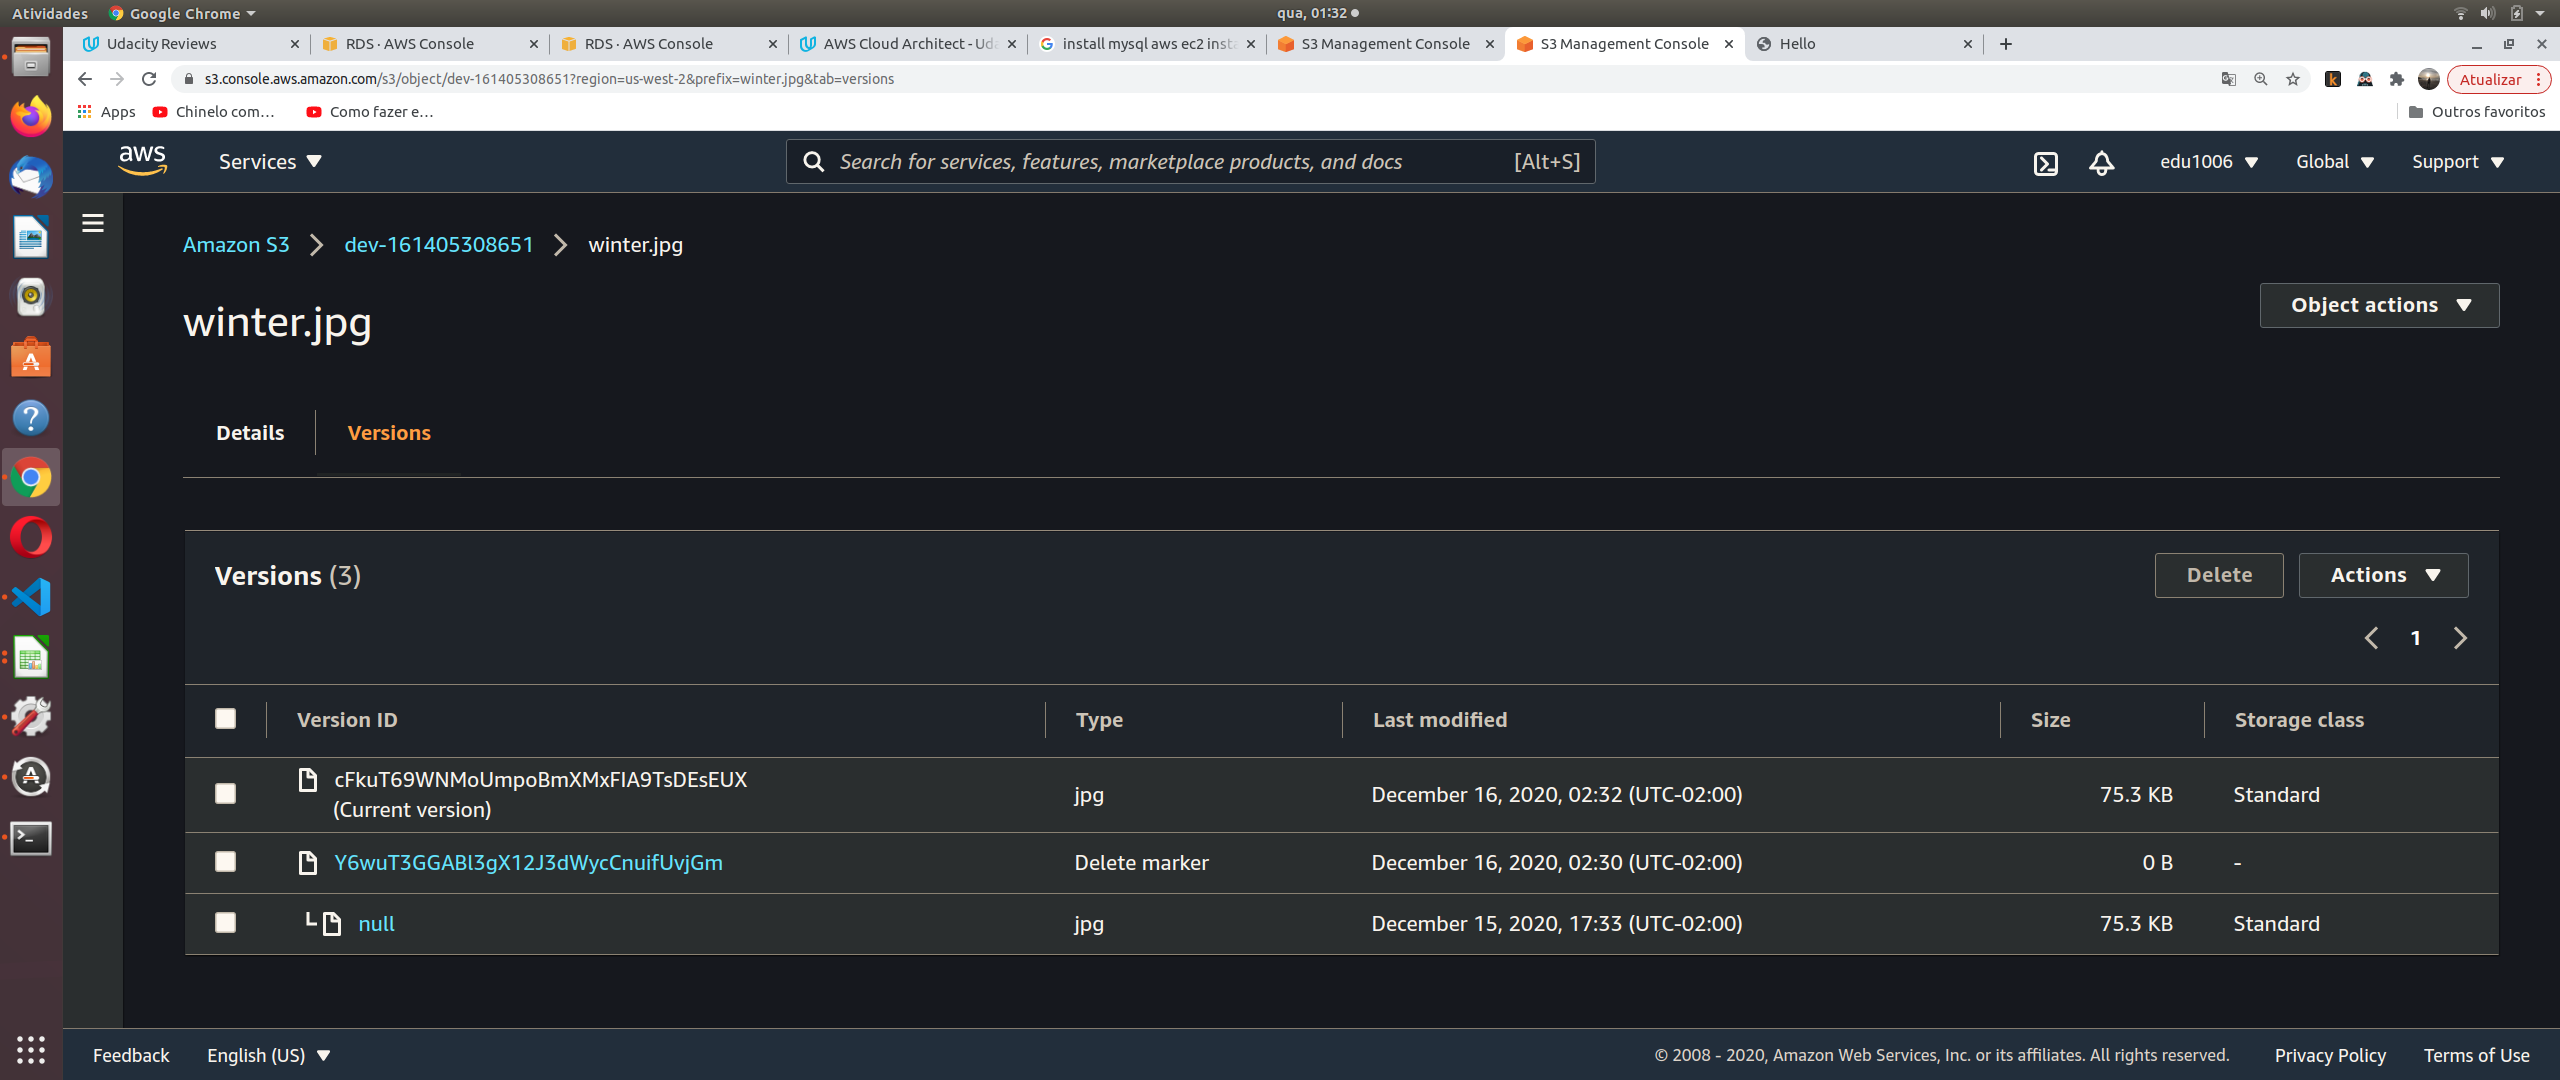 Atividades Google Chrome qua, 01:32
Udacity Reviews RDS · AWS Console RDS · AWS Console AWS Cloud Architect - Uda install mysql aws ec2 insta S3 Management Console S3 Management Console Hello
s3.console.aws.amazon.com/s3/object/dev-161405308651?region=us-west-2&prefix=winter.jpg&tab=versions Atualizar
Apps Chinelo com... Como fazer e... Outros favoritos
aws Services Search for services, features, marketplace products, and docs [Alt+S] edu1006 Global Support
Amazon S3 dev-161405308651 winter.jpg
winter.jpg
Object actions
Details Versions
Versions (3) Delete Actions
1
Version ID Type Last modified Size Storage class
cFkuT69WNMoUmpoBmXMxFIA9TsDEsEUX
(Current version) jpg December 16, 2020, 02:32 (UTC-02:00) 75.3 KB Standard
Y6wuT3GGABl3gX12J3dWycCnuifUvjGm Delete marker December 16, 2020, 02:30 (UTC-02:00) 0 B -
null jpg December 15, 2020, 17:33 (UTC-02:00) 75.3 KB Standard
Feedback English (US) © 2008 - 2020, Amazon Web Services, Inc. or its affiliates. All rights reserved. Privacy Policy Terms of Use